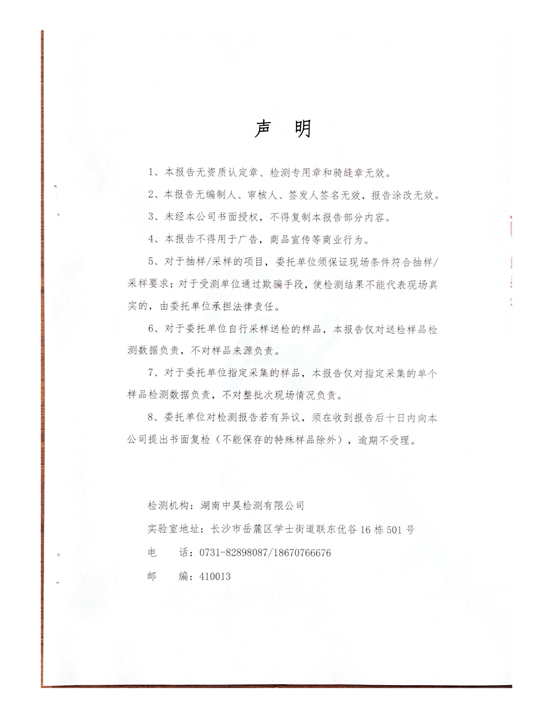 声 明
1、本报告无资质认定章、检测专用章和骑缝章无效。
2、本报告无编制人、审核人、签发人签名无效，报告涂改无效。
3、未经本公司书面授权，不得复制本报告部分内容。
4、本报告不得用于广告，商品宣传等商业行为。
5、对于抽样/采样的项目，委托单位须保证现场条件符合抽样/
采样要求；对于受测单位通过欺骗手段，使检测结果不能代表现场真
实的，由委托单位承担法律责任。
6、对于委托单位自行采样送检的样品，本报告仅对送检样品检
测数据负责，不对样品来源负责。
7、对于委托单位指定采集的样品，本报告仅对指定采集的单个
样品检测数据负责，不对整批次现场情况负责。
8、委托单位对检测报告若有异议，须在收到报告后十日内向本
公司提出书面复检（不能保存的特殊样品除外），逾期不受理。
检测机构：湖南中昊检测有限公司
实验室地址：长沙市岳麓区学士街道联东优谷 16 栋 501 号
电 话：0731-82898087/18670766676
邮 编：410013